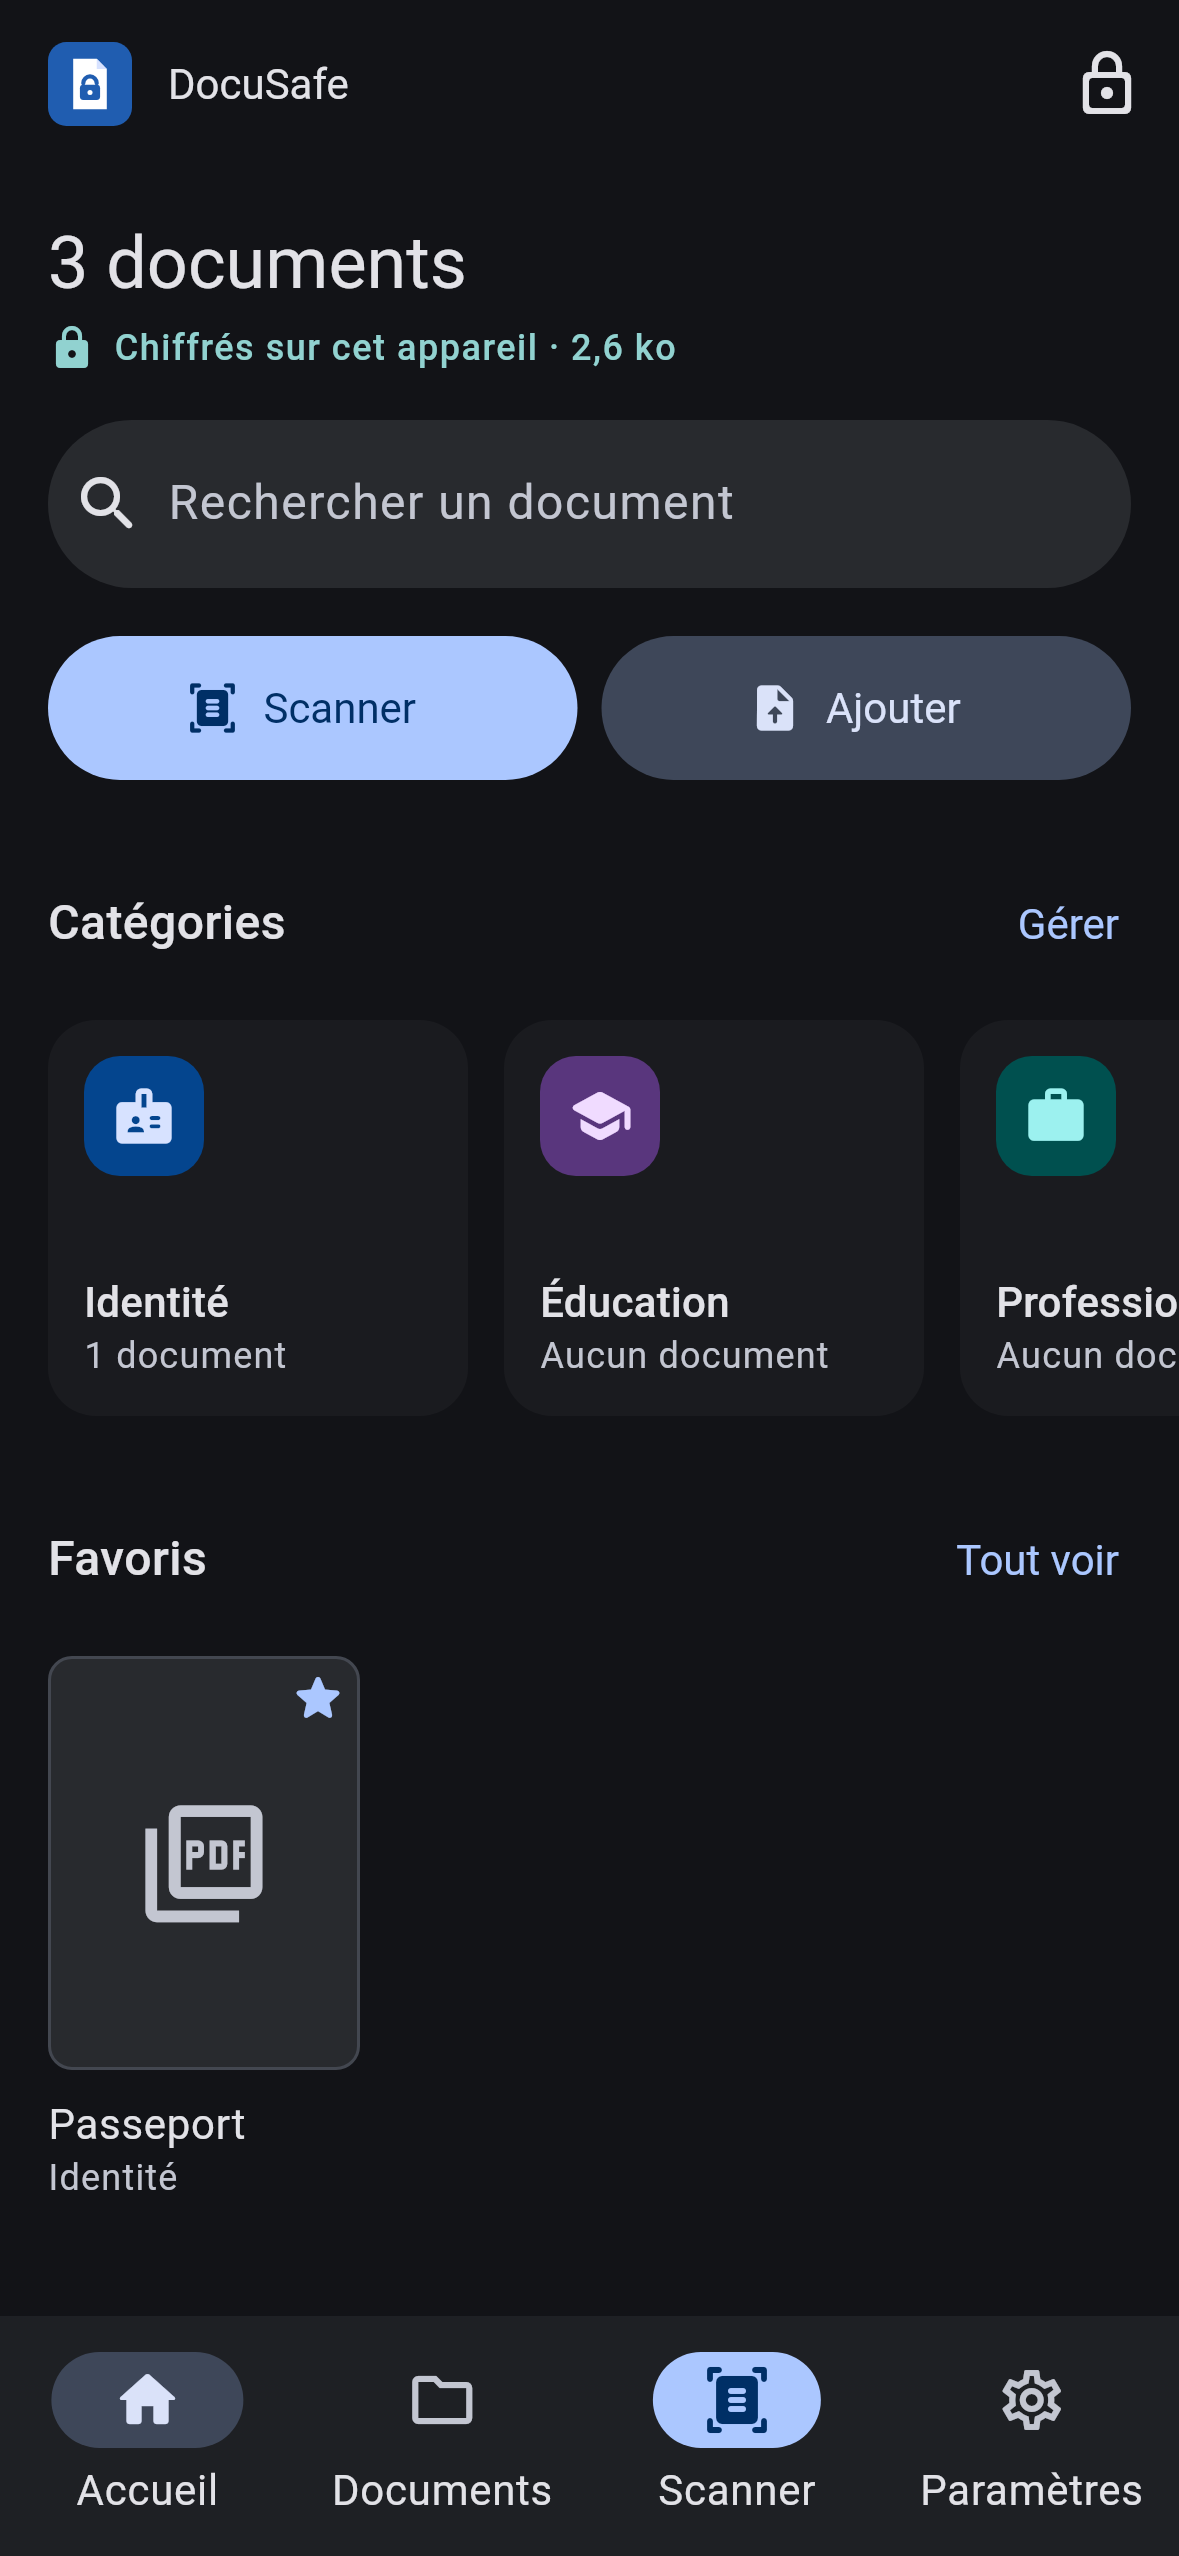 DocuSafe
3 documents
Chiffrés sur cet appareil · 2,6 ko
Rechercher un document
Scanner
Ajouter
Catégories
Gérer
Identité
1 document
Éducation
Aucun document
Professio
Aucun doc
Favoris
Tout voir
PDF
Passeport
Identité
Accueil
Documents
Scanner
Paramètres